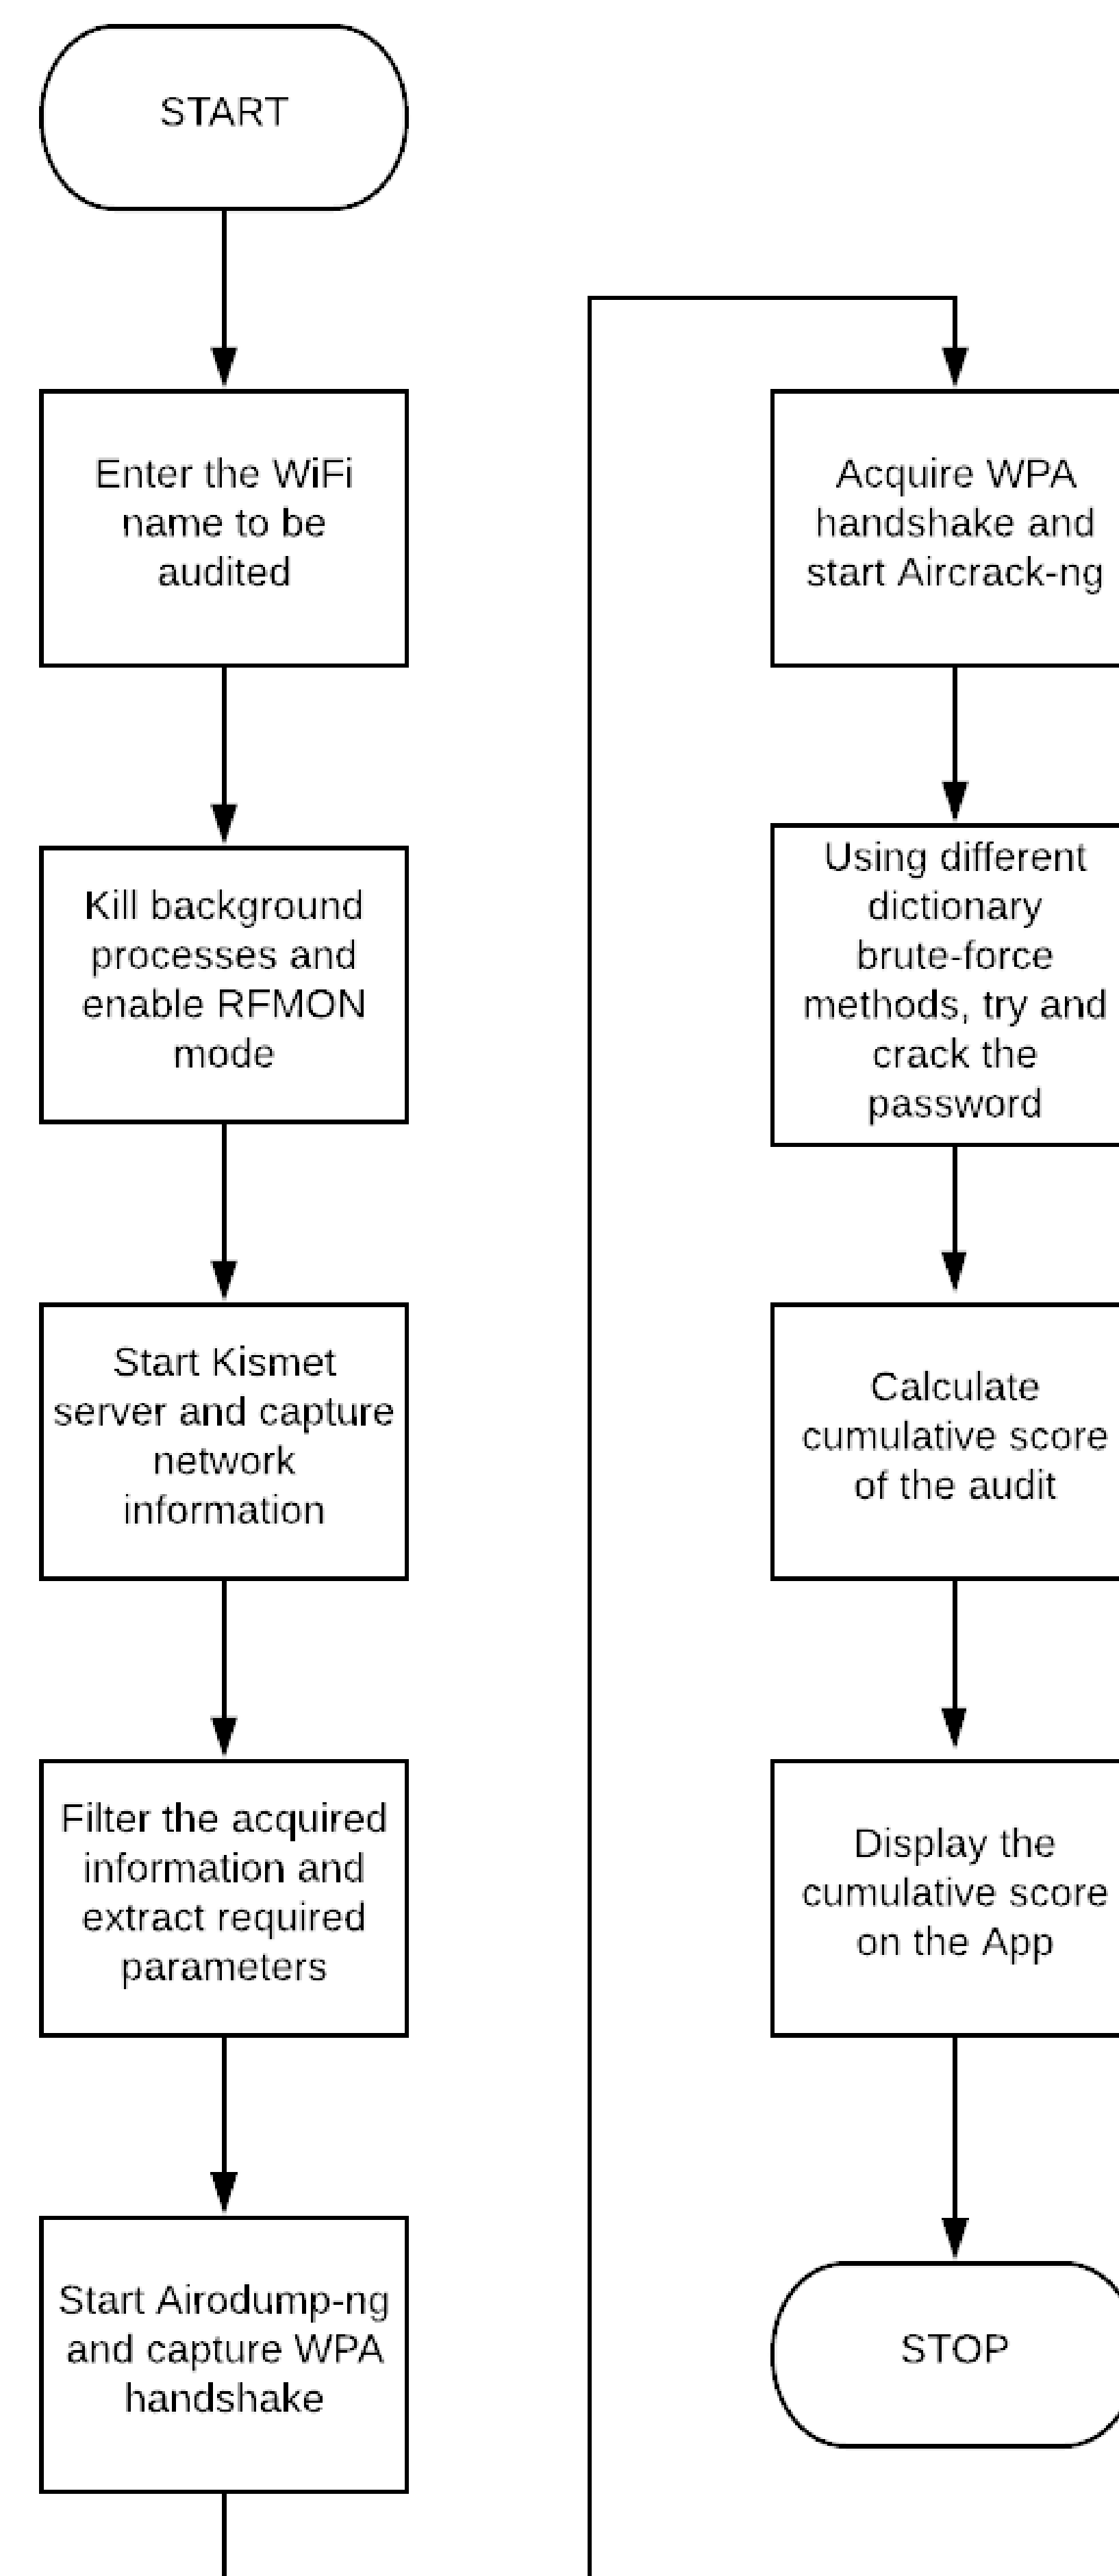 START
Enter the WiFi
name to be
audited
Kill background
processes and
enable RFMON
mode
Start Kismet
server and capture
network
information
Filter the acquired
information and
extract required
parameters
Start Airodump-ng
and capture WPA
handshake
Acquire WPA
handshake and
start Aircrack-ng
Using different
dictionary
brute-force
methods, try and
crack the
password
Calculate
cumulative score
of the audit
Display the
cumulative score
on the App
STOP